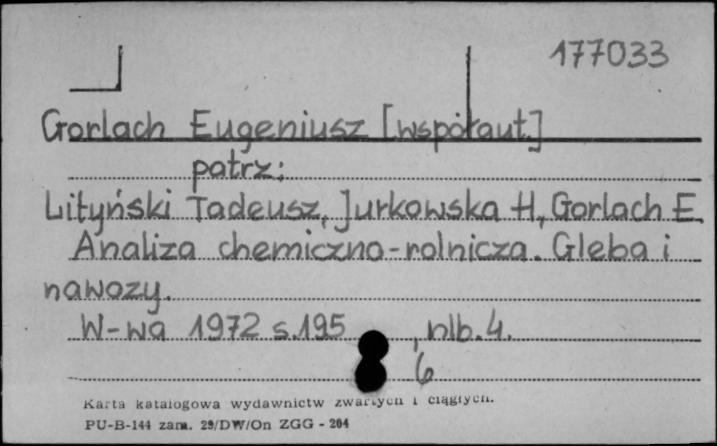 177033
Gorlach Eugeniusz [współaut.]
patrz:
Lityński Tadeusz, Jurkowska H., Gorlach E.
Analiza chemiczno-rolnicza. Gleba i
nawozy.
W-wa 1972 s.195, nlb.4.
6
Karta katalogowa wydawnictw zwartych i ciągłych.
PU-B-144 zam. 29/DW/On ZGG - 204